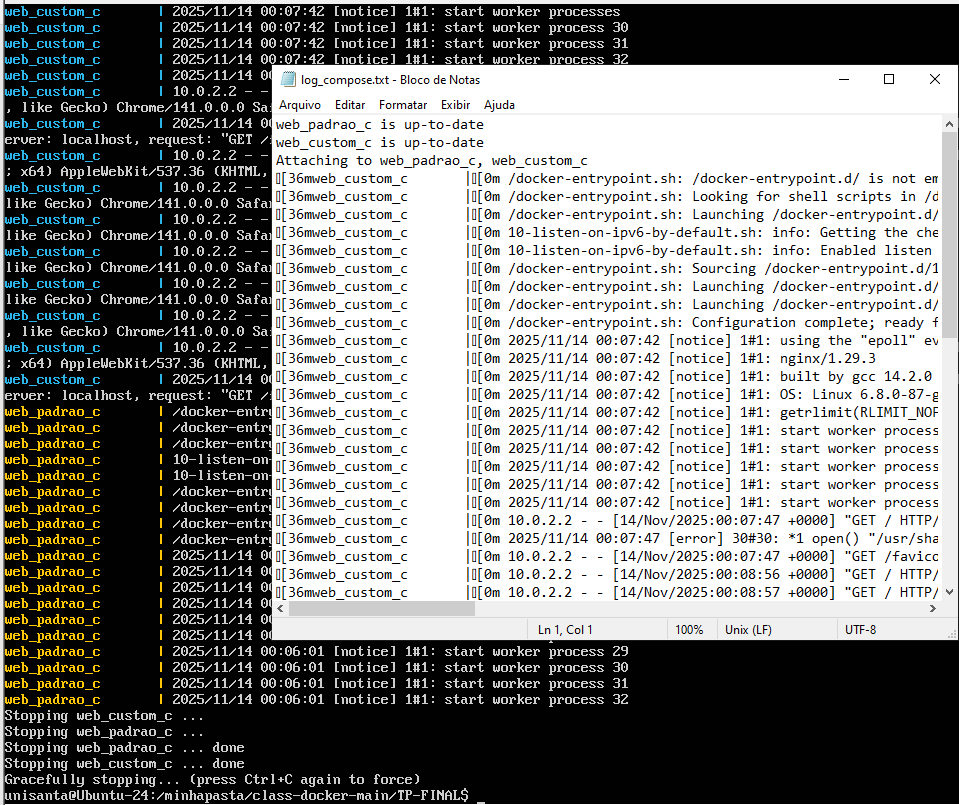 web_custom_c | 2025/11/14 00:07:42 [notice] 1#1: start worker processes
web_custom_c | 2025/11/14 00:07:42 [notice] 1#1: start worker process 30
web_custom_c | 2025/11/14 00:07:42 [notice] 1#1: start worker process 31
web_custom_c | 2025/11/14 00:07:42 [notice] 1#1: start worker process 32
web_custom_c | 2025/11/14 00
web_custom_c | 10.0.2.2 - -
, like Gecko) Chrome/141.0.0.0 Safa
web_custom_c | 2025/11/14 00
erver: localhost, request: "GET /
web_custom_c | 10.0.2.2 - -
; x64) AppleWebKit/537.36 (KHTML,
web_custom_c | 10.0.2.2 - -
like Gecko) Chrome/141.0.0.0 Safa
web_custom_c | 10.0.2.2 - -
like Gecko) Chrome/141.0.0.0 Safa
web_custom_c | 10.0.2.2 - -
like Gecko) Chrome/141.0.0.0 Safa
web_custom_c | 10.0.2.2 - -
like Gecko) Chrome/141.0.0.0 Safa
web_custom_c | 10.0.2.2 - -
, like Gecko) Chrome/141.0.0.0 Safa
web_custom_c | 10.0.2.2 - -
; x64) AppleWebKit/537.36 (KHTML,
web_custom_c | 2025/11/14 00
erver: localhost, request: "GET /
web_padrao_c | /docker-entr
web_padrao_c | /docker-entr
web_padrao_c | /docker-entr
web_padrao_c | 10-listen-on
web_padrao_c | 10-listen-on
web_padrao_c | /docker-entr
web_padrao_c | /docker-entr
web_padrao_c | /docker-entr
web_padrao_c | /docker-entr
web_padrao_c | 2025/11/14 00
web_padrao_c | 2025/11/14 00
web_padrao_c | 2025/11/14 00
web_padrao_c | 2025/11/14 00
web_padrao_c | 2025/11/14 00
web_padrao_c | 2025/11/14 00
web_padrao_c | 2025/11/14 00:06:01 [notice] 1#1: start worker process 29
web_padrao_c | 2025/11/14 00:06:01 [notice] 1#1: start worker process 30
web_padrao_c | 2025/11/14 00:06:01 [notice] 1#1: start worker process 31
web_padrao_c | 2025/11/14 00:06:01 [notice] 1#1: start worker process 32
Stopping web_custom_c ...
Stopping web_padrao_c ...
Stopping web_padrao_c ... done
Stopping web_custom_c ... done
Gracefully stopping... (press Ctrl+C again to force)
unisanta@Ubuntu-24:/minhapasta/class-docker-main/TP-FINAL$ _
log_compose.txt - Bloco de Notas
Arquivo Editar Formatar Exibir Ajuda
web_padrao_c is up-to-date
web_custom_c is up-to-date
Attaching to web_padrao_c, web_custom_c
[36mweb_custom_c |[0m /docker-entrypoint.sh: /docker-entrypoint.d/ is not em
[36mweb_custom_c |[0m /docker-entrypoint.sh: Looking for shell scripts in /d
[36mweb_custom_c |[0m /docker-entrypoint.sh: Launching /docker-entrypoint.d/
[36mweb_custom_c |[0m 10-listen-on-ipv6-by-default.sh: info: Getting the che
[36mweb_custom_c |[0m 10-listen-on-ipv6-by-default.sh: info: Enabled listen
[36mweb_custom_c |[0m /docker-entrypoint.sh: Sourcing /docker-entrypoint.d/1
[36mweb_custom_c |[0m /docker-entrypoint.sh: Launching /docker-entrypoint.d/
[36mweb_custom_c |[0m /docker-entrypoint.sh: Launching /docker-entrypoint.d/
[36mweb_custom_c |[0m /docker-entrypoint.sh: Configuration complete; ready f
[36mweb_custom_c |[0m 2025/11/14 00:07:42 [notice] 1#1: using the "epoll" ev
[36mweb_custom_c |[0m 2025/11/14 00:07:42 [notice] 1#1: nginx/1.29.3
[36mweb_custom_c |[0m 2025/11/14 00:07:42 [notice] 1#1: built by gcc 14.2.0
[36mweb_custom_c |[0m 2025/11/14 00:07:42 [notice] 1#1: OS: Linux 6.8.0-87-g
[36mweb_custom_c |[0m 2025/11/14 00:07:42 [notice] 1#1: getrlimit(RLIMIT_NOF
[36mweb_custom_c |[0m 2025/11/14 00:07:42 [notice] 1#1: start worker process
[36mweb_custom_c |[0m 2025/11/14 00:07:42 [notice] 1#1: start worker process
[36mweb_custom_c |[0m 2025/11/14 00:07:42 [notice] 1#1: start worker process
[36mweb_custom_c |[0m 2025/11/14 00:07:42 [notice] 1#1: start worker process
[36mweb_custom_c |[0m 2025/11/14 00:07:42 [notice] 1#1: start worker process
[36mweb_custom_c |[0m 10.0.2.2 - - [14/Nov/2025:00:07:47 +0000] "GET / HTTP/
[36mweb_custom_c |[0m 2025/11/14 00:07:47 [error] 30#30: *1 open() "/usr/sha
[36mweb_custom_c |[0m 10.0.2.2 - - [14/Nov/2025:00:07:47 +0000] "GET /favico
[36mweb_custom_c |[0m 10.0.2.2 - - [14/Nov/2025:00:08:56 +0000] "GET / HTTP/
[36mweb_custom_c |[0m 10.0.2.2 - - [14/Nov/2025:00:08:57 +0000] "GET / HTTP/
Ln 1, Col 1 100% Unix (LF) UTF-8